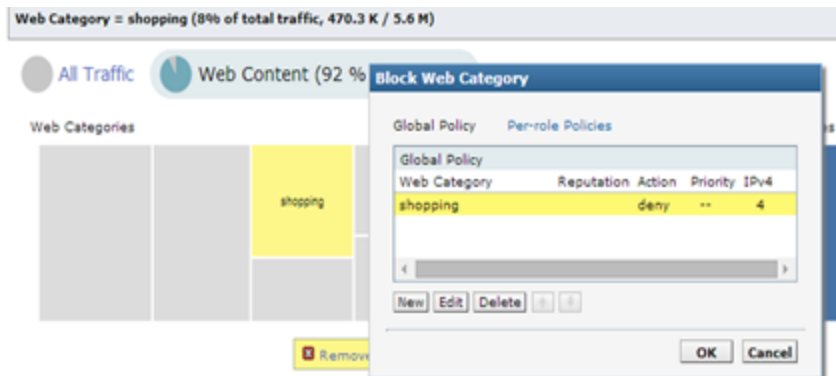 Web Category = shopping (8% of total traffic, 470.3 K / 5.6 M)
All Traffic
Web Content (92 %
Block Web Category
Web Categories
Global Policy Per-role Policies
Global Policy
Web Category Reputation Action Priority IPv4
shopping deny -- 4
shopping
New Edit Delete
Remove
OK Cancel